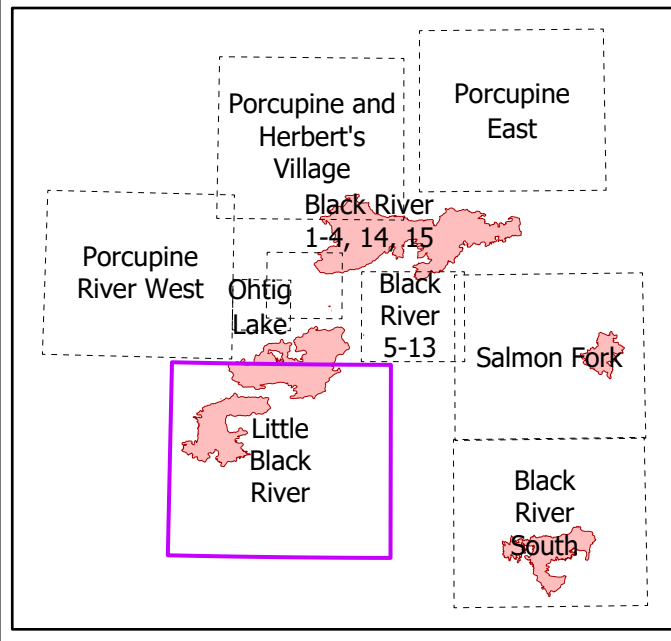 Porcupine
East
Porcupine and
Herbert's
Village
Black River
1-4, 14, 15
Porcupine
River West
Ohtig
Lake
Black
River
5-13
Salmon Fork
Little
Black
River
Black
River
South